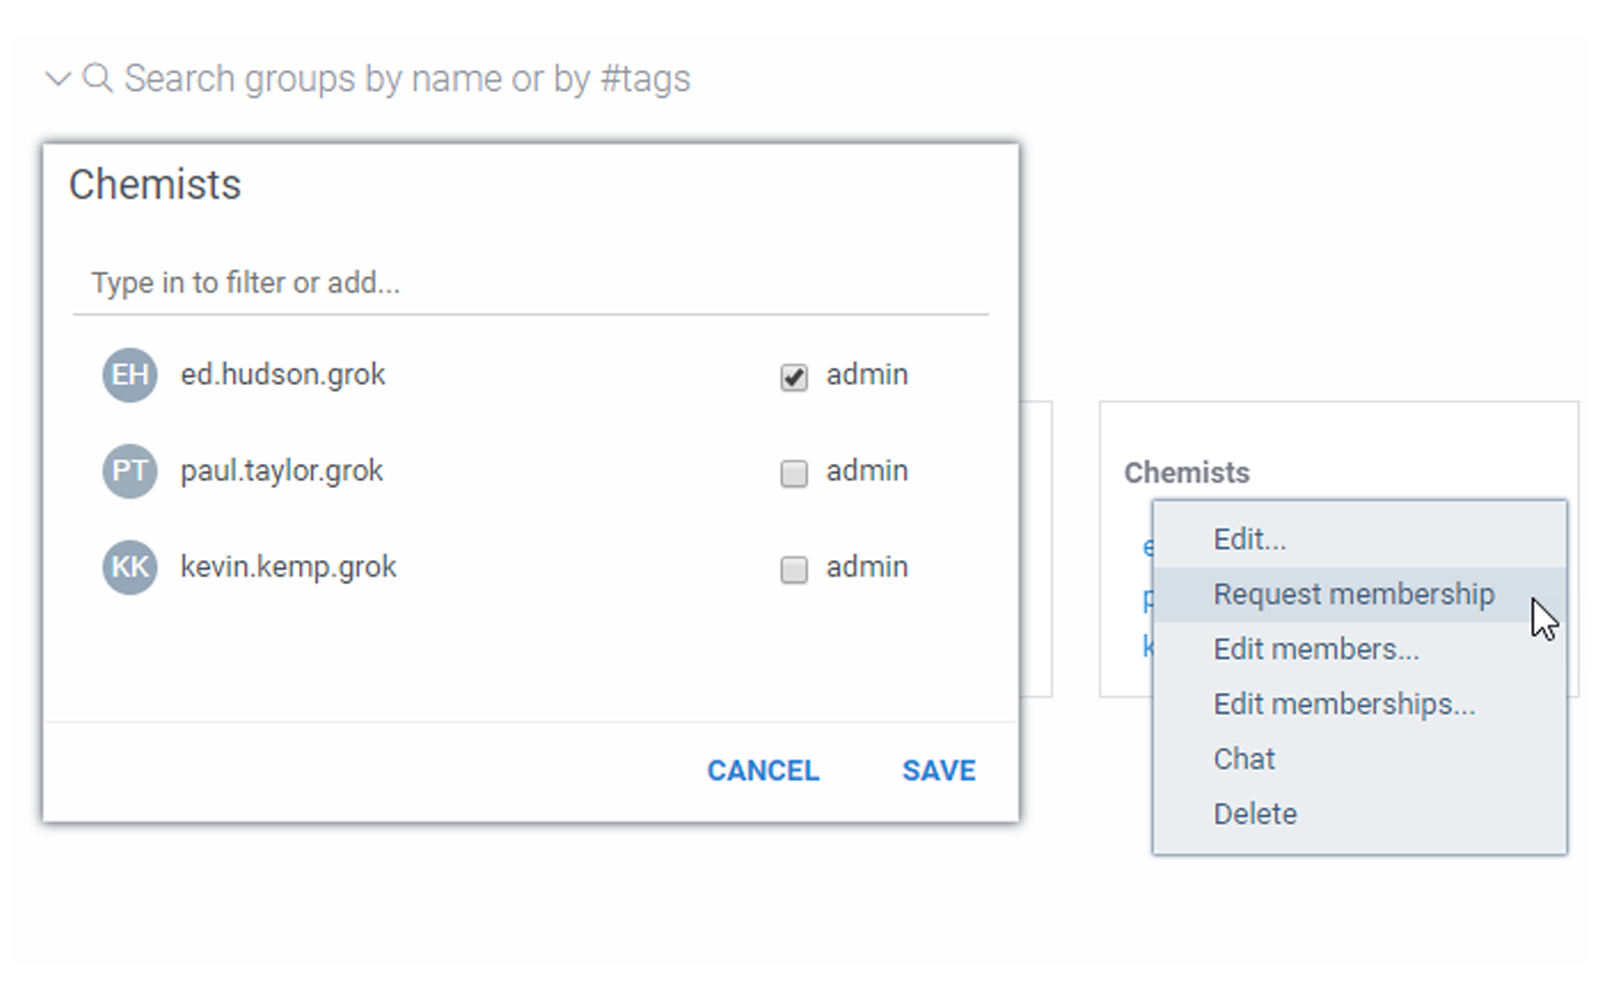 Search groups by name or by #tags
Chemists
Type in to filter or add...
EH ed.hudson.grok admin
PT paul.taylor.grok admin
KK kevin.kemp.grok admin
CANCEL SAVE
Chemists
Edit...
Request membership
Edit members...
Edit memberships...
Chat
Delete